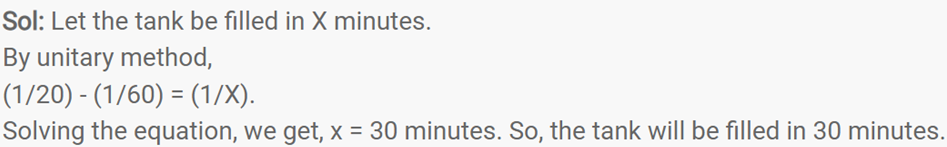 Sol: Let the tank be filled in X minutes.
By unitary method,
(1/20) - (1/60) = (1/X).
Solving the equation, we get, x = 30 minutes. So, the tank will be filled in 30 minutes.